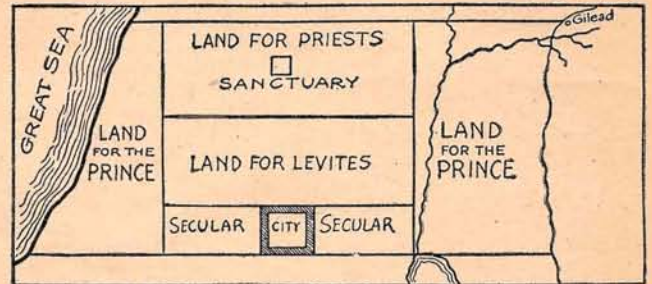 GREAT SEA
Gilead
LAND FOR PRIESTS
SANCTUARY
LAND
FOR THE
PRINCE
LAND FOR LEVITES
LAND
FOR THE
PRINCE
SECULAR
CITY
SECULAR